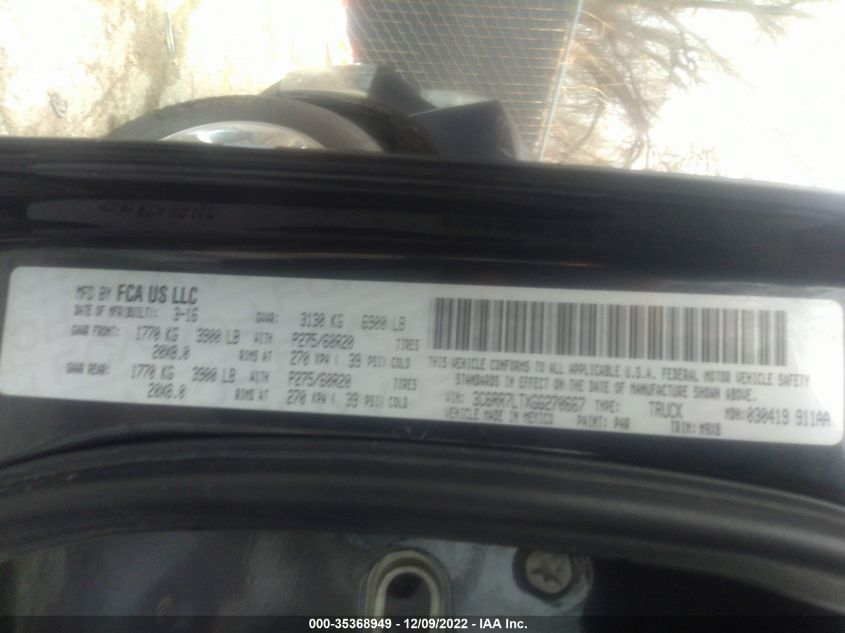 MFD BY FCA US LLC
DATE OF MFR(BUILT): 3-16 GVWR: 3130 KG 6900 LB
GAWR FRONT: 1770 KG 3900 LB WITH P275/60R20 TIRES
20X8.0 RIMS AT 270 KPA ( 39 PSI) COLD
GAWR REAR: 1770 KG 3900 LB WITH P275/60R20 TIRES
20X8.0 RIMS AT 270 KPA ( 39 PSI) COLD
THIS VEHICLE CONFORMS TO ALL APPLICABLE U.S.A. FEDERAL MOTOR VEHICLE SAFETY
STANDARDS IN EFFECT ON THE DATE OF MANUFACTURE SHOWN ABOVE.
VIN: 3C6RR7LTXGG270667 TYPE: TRUCK MDH: 030419 911AA
VEHICLE MADE IN MEXICO PAINT: PAR TRIM: M9X8
000-35368949 - 12/09/2022 - IAA Inc.